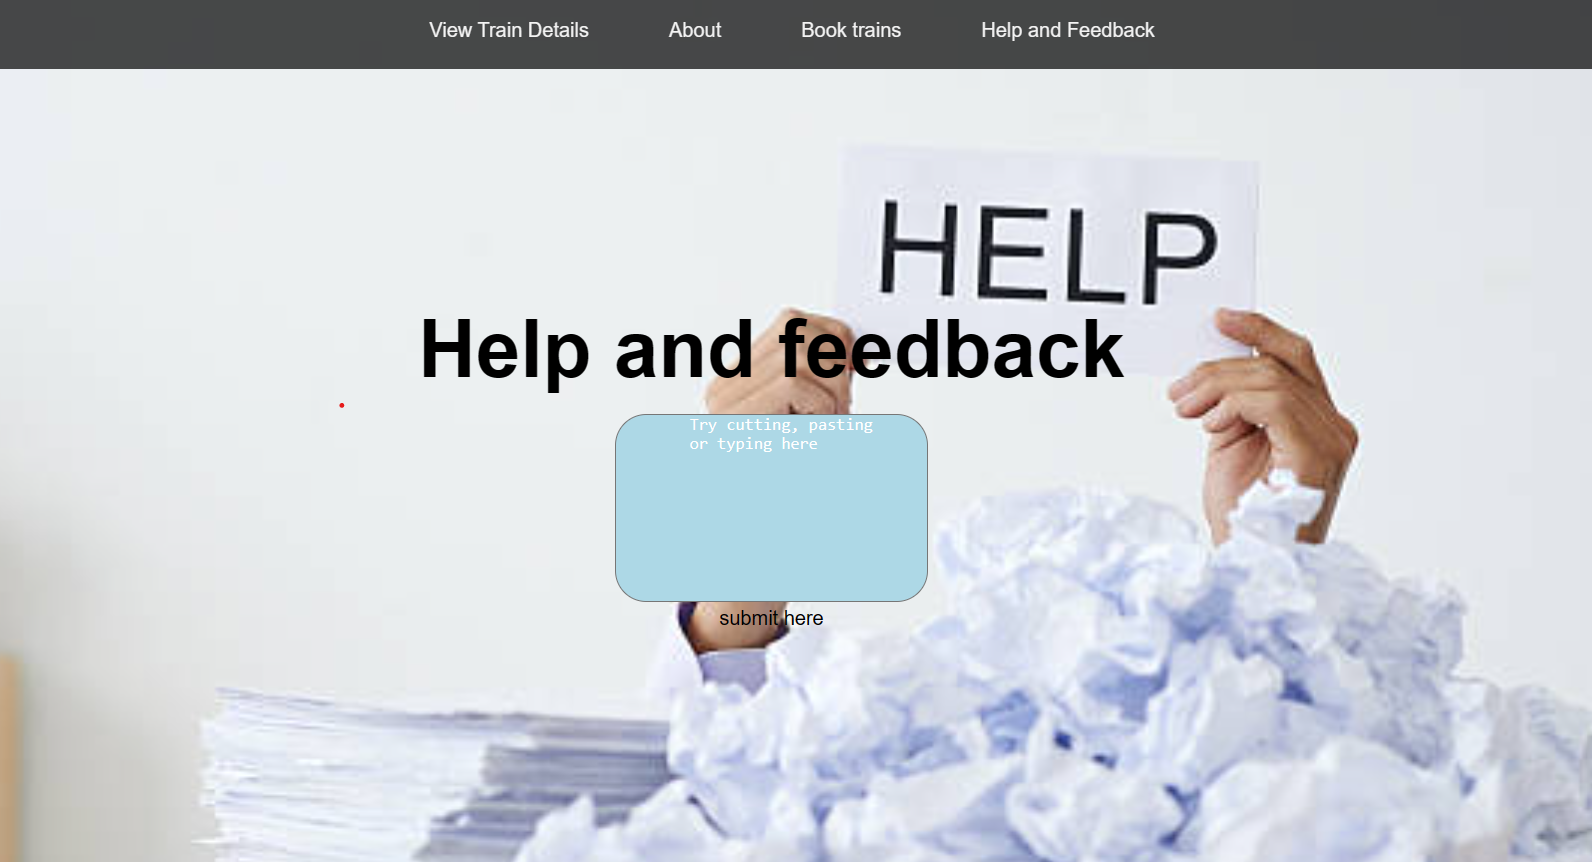 View Train Details About Book trains Help and Feedback
HELP
Help and feedback
Try cutting, pasting
or typing here
submit here